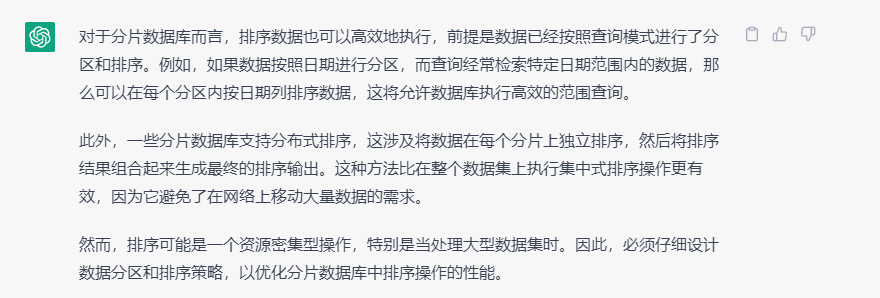 对于分片数据库而言，排序数据也可以高效地执行，前提是数据已经按照查询模式进行了分
区和排序。例如，如果数据按照日期进行分区，而查询经常检索特定日期范围内的数据，那
么可以在每个分区内按日期列排序数据，这将允许数据库执行高效的范围查询。
此外，一些分片数据库支持分布式排序，这涉及将数据在每个分片上独立排序，然后将排序
结果组合起来生成最终的排序输出。这种方法比在整个数据集上执行集中式排序操作更有
效，因为它避免了在网络上移动大量数据的需求。
然而，排序可能是一个资源密集型操作，特别是当处理大型数据集时。因此，必须仔细设计
数据分区和排序策略，以优化分片数据库中排序操作的性能。